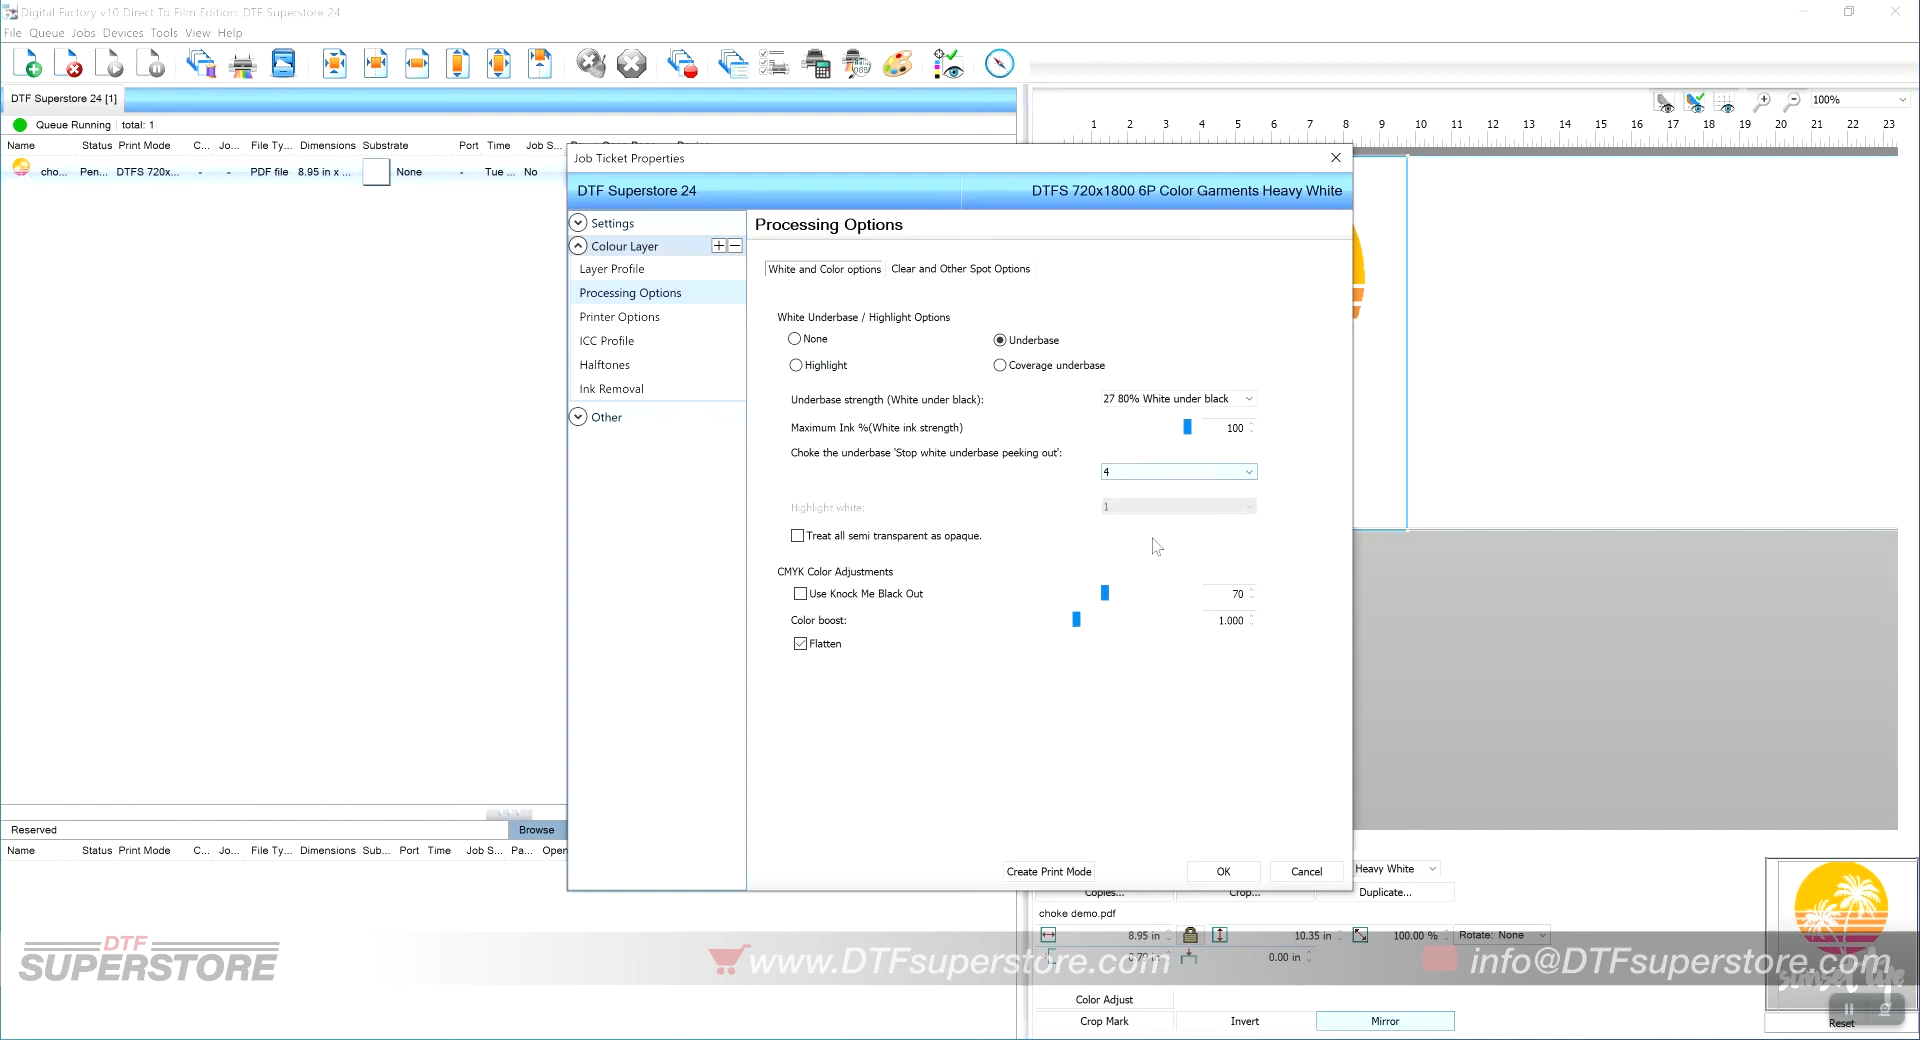 Digital Factory v10 Direct To Film Edition: DTF Superstore 24
File Queue Jobs Devices Tools View Help
DTF Superstore 24 [1]
100%
Queue Running total: 1
1 2 3 4 5 6 7 8 9 10 11 12 13 14 15 16 17 18 19 20 21 22 23
Name Status Print Mode C... Jo... File Ty... Dimensions Substrate Port Time Job S...
cho... Pen... DTFS 720x... - - PDF file 8.95 in x ... None - Tue ... No
Job Ticket Properties
DTF Superstore 24 DTFS 720x1800 6P Color Garments Heavy White
Settings
Colour Layer
Layer Profile
Processing Options
Printer Options
ICC Profile
Halftones
Ink Removal
Other
Processing Options
White and Color options Clear and Other Spot Options
White Underbase / Highlight Options
None Underbase
Highlight Coverage underbase
Underbase strength (White under black): 27 80% White under black
Maximum Ink %(White ink strength) 100
Choke the underbase 'Stop white underbase peeking out':
4
Highlight white: 1
Treat all semi transparent as opaque.
CMYK Color Adjustments
Use Knock Me Black Out 70
Color boost: 1.000
Flatten
Create Print Mode OK Cancel
Reserved Browse
Name Status Print Mode C... Jo... File Ty... Dimensions Sub... Port Time Job S... Pa... Open
Heavy White
Copies... Crop... Duplicate...
choke demo.pdf
8.95 in 10.35 in 100.00 % Rotate: None
0.79 in 0.00 in
DTF
SUPERSTORE
www.DTFsuperstore.com
info@DTFsuperstore.com
sunset life
Color Adjust
Crop Mark Invert Mirror
Reset